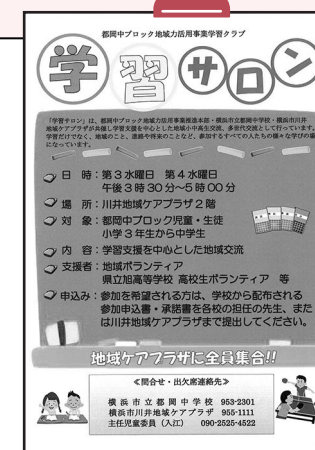 都岡中ブロック地域力活用事業学習クラブ
学習サロン
「学習サロン」は、都岡中ブロック地域力活用事業推進本部・横浜市立都岡中学校・横浜市川井
地域ケアプラザが共催し学習支援を中心とした地域小中高生交流、多世代交流として行っています。
学習だけでなく、地域のこと、進路や将来のことなど、参加するすべての人たちの様々な学びの場
になっています。
日 時：第３水曜日 第４水曜日
午後３時30分～５時00分
場 所：川井地域ケアプラザ２階
対 象：都岡中ブロック児童・生徒
小学３年生から中学生
内 容：学習支援を中心とした地域交流
支援者：地域ボランティア
県立旭高等学校 高校生ボランティア 等
申込み：参加を希望される方は、学校から配布される
参加申込書・承諾書を各校の担任の先生、また
は川井地域ケアプラザまで提出してください。
地域ケアプラザに全員集合!!
≪問合せ・出欠席連絡先≫
横浜市立都岡中学校 953-2301
横浜市川井地域ケアプラザ 955-1111
主任児童委員（入江） 090-2525-4522